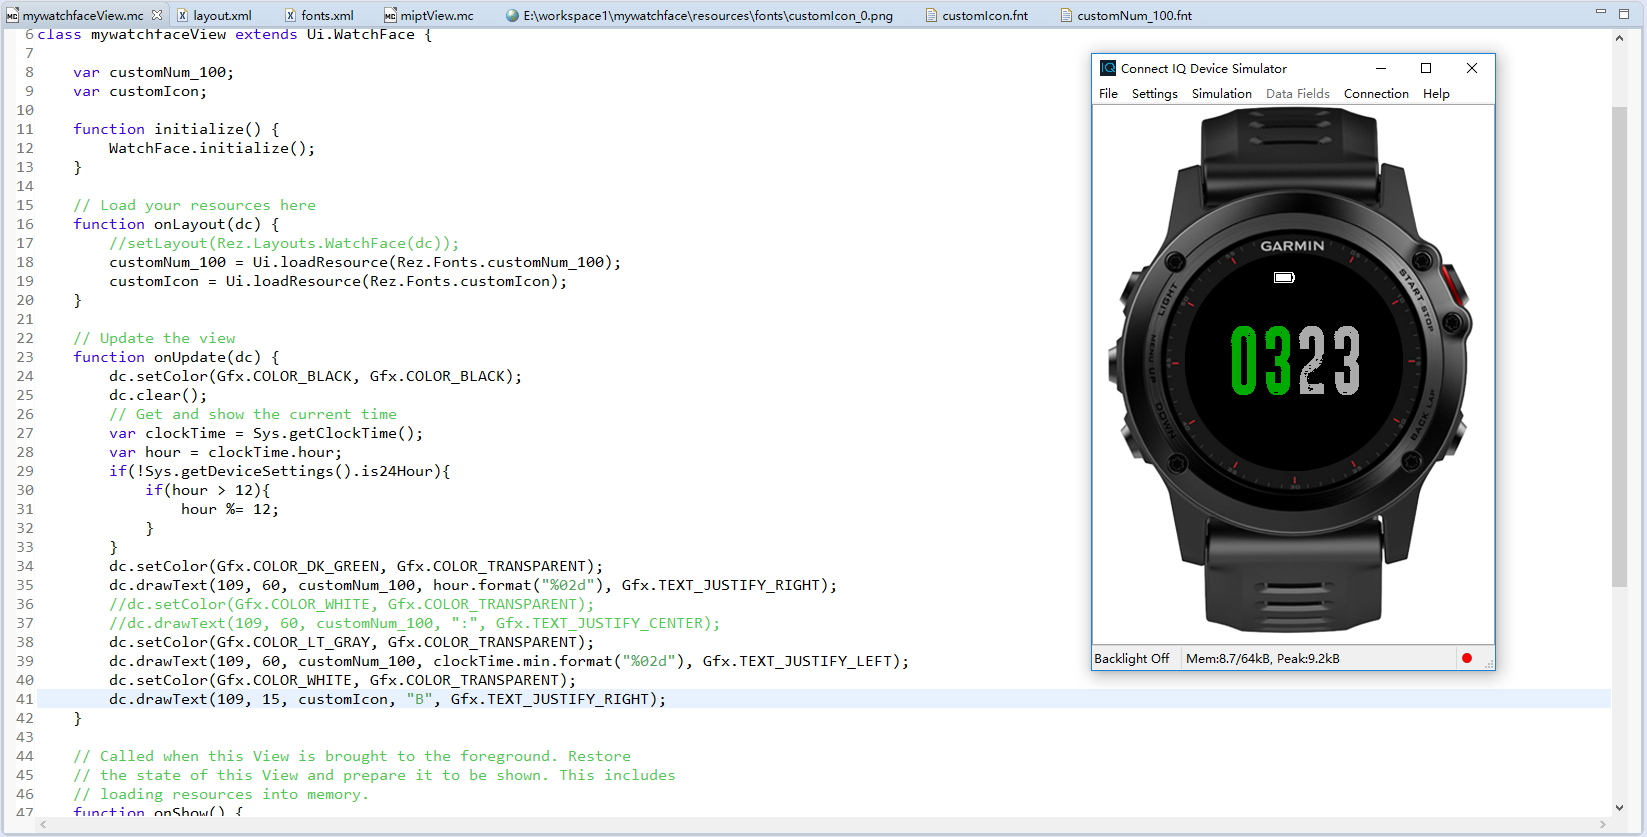 mywatchfaceView.mc
layout.xml
fonts.xml
miptView.mc
E:\workspace1\mywatchface\resources\fonts\customIcon_0.png
customIcon.fnt
customNum_100.fnt
6 class mywatchfaceView extends Ui.WatchFace {
7
8     var customNum_100;
9     var customIcon;
10
11     function initialize() {
12         WatchFace.initialize();
13     }
14
15     // Load your resources here
16     function onLayout(dc) {
17         //setLayout(Rez.Layouts.WatchFace(dc));
18         customNum_100 = Ui.loadResource(Rez.Fonts.customNum_100);
19         customIcon = Ui.loadResource(Rez.Fonts.customIcon);
20     }
21
22     // Update the view
23     function onUpdate(dc) {
24         dc.setColor(Gfx.COLOR_BLACK, Gfx.COLOR_BLACK);
25         dc.clear();
26         // Get and show the current time
27         var clockTime = Sys.getClockTime();
28         var hour = clockTime.hour;
29         if(!Sys.getDeviceSettings().is24Hour){
30             if(hour > 12){
31                 hour %= 12;
32             }
33         }
34         dc.setColor(Gfx.COLOR_DK_GREEN, Gfx.COLOR_TRANSPARENT);
35         dc.drawText(109, 60, customNum_100, hour.format("%02d"), Gfx.TEXT_JUSTIFY_RIGHT);
36         //dc.setColor(Gfx.COLOR_WHITE, Gfx.COLOR_TRANSPARENT);
37         //dc.drawText(109, 60, customNum_100, ":", Gfx.TEXT_JUSTIFY_CENTER);
38         dc.setColor(Gfx.COLOR_LT_GRAY, Gfx.COLOR_TRANSPARENT);
39         dc.drawText(109, 60, customNum_100, clockTime.min.format("%02d"), Gfx.TEXT_JUSTIFY_LEFT);
40         dc.setColor(Gfx.COLOR_WHITE, Gfx.COLOR_TRANSPARENT);
41         dc.drawText(109, 15, customIcon, "B", Gfx.TEXT_JUSTIFY_RIGHT);
42     }
43
44     // Called when this View is brought to the foreground. Restore
45     // the state of this View and prepare it to be shown. This includes
46     // loading resources into memory.
47     function onShow() {
IQ Connect IQ Device Simulator
File Settings Simulation Data Fields Connection Help
GARMIN
LIGHT
START STOP
MENU UP
DOWN
BACK LAP
30
0323
Backlight Off
Mem:8.7/64kB, Peak:9.2kB